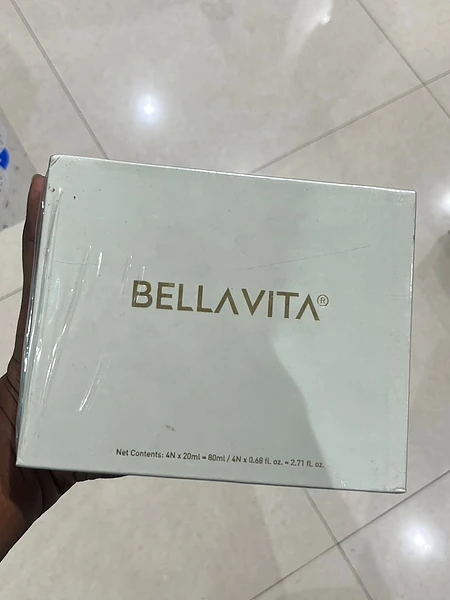 BELLAVITA®
Net Contents: 4N x 20ml = 80ml / 4N x 0.68 fl. oz. = 2.71 fl. oz.